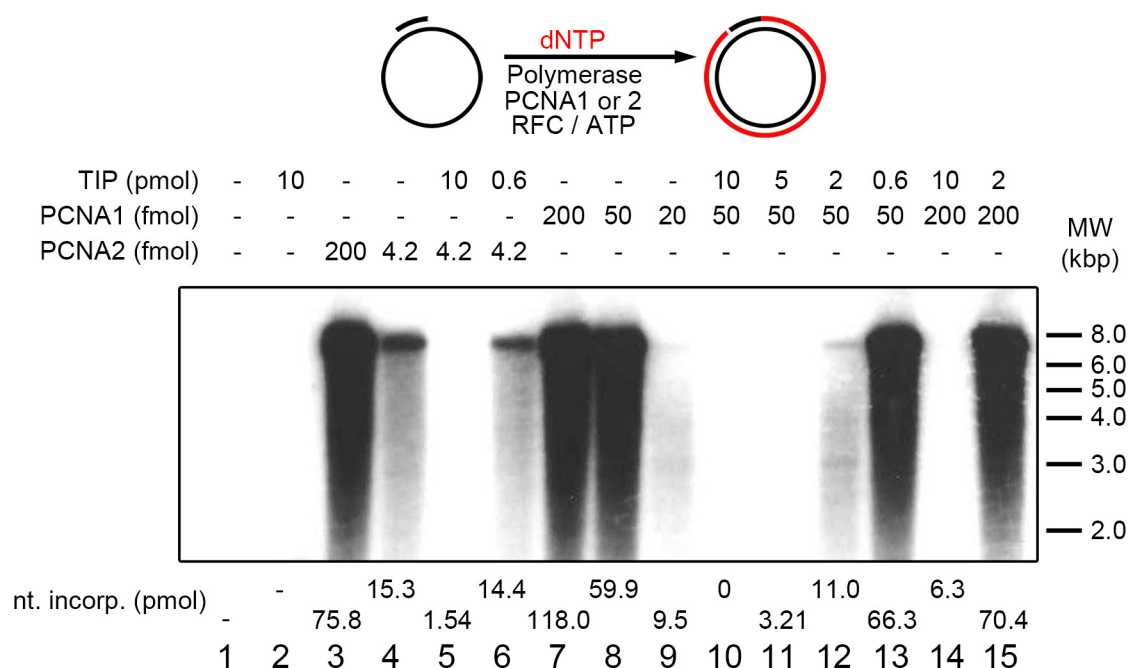 dNTP
Polymerase
PCNA1 or 2
RFC / ATP
TIP (pmol) - 10 - - 10 0.6 - - - 10 5 2 0.6 10 2
PCNA1 (fmol) - - - - - - 200 50 20 50 50 50 50 200 200
PCNA2 (fmol) - - 200 4.2 4.2 4.2 - - - - - - - - -
MW
(kbp)
8.0
6.0
5.0
4.0
3.0
2.0
nt. incorp. (pmol) - - 75.8 15.3 1.54 14.4 118.0 59.9 9.5 0 3.21 11.0 66.3 6.3 70.4
1 2 3 4 5 6 7 8 9 10 11 12 13 14 15